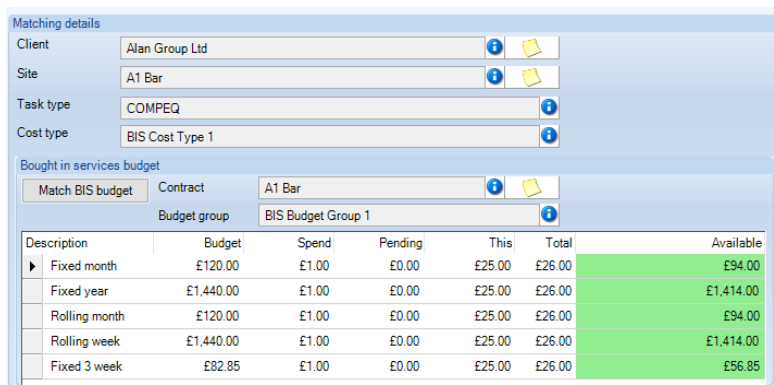 Matching details
Client Alan Group Ltd
Site A1 Bar
Task type COMPEQ
Cost type BIS Cost Type 1
Bought in services budget
Match BIS budget Contract A1 Bar
Budget group BIS Budget Group 1
Description Budget Spend Pending This Total Available
Fixed month £120.00 £1.00 £0.00 £25.00 £26.00 £94.00
Fixed year £1,440.00 £1.00 £0.00 £25.00 £26.00 £1,414.00
Rolling month £120.00 £1.00 £0.00 £25.00 £26.00 £94.00
Rolling week £1,440.00 £1.00 £0.00 £25.00 £26.00 £1,414.00
Fixed 3 week £82.85 £1.00 £0.00 £25.00 £26.00 £56.85